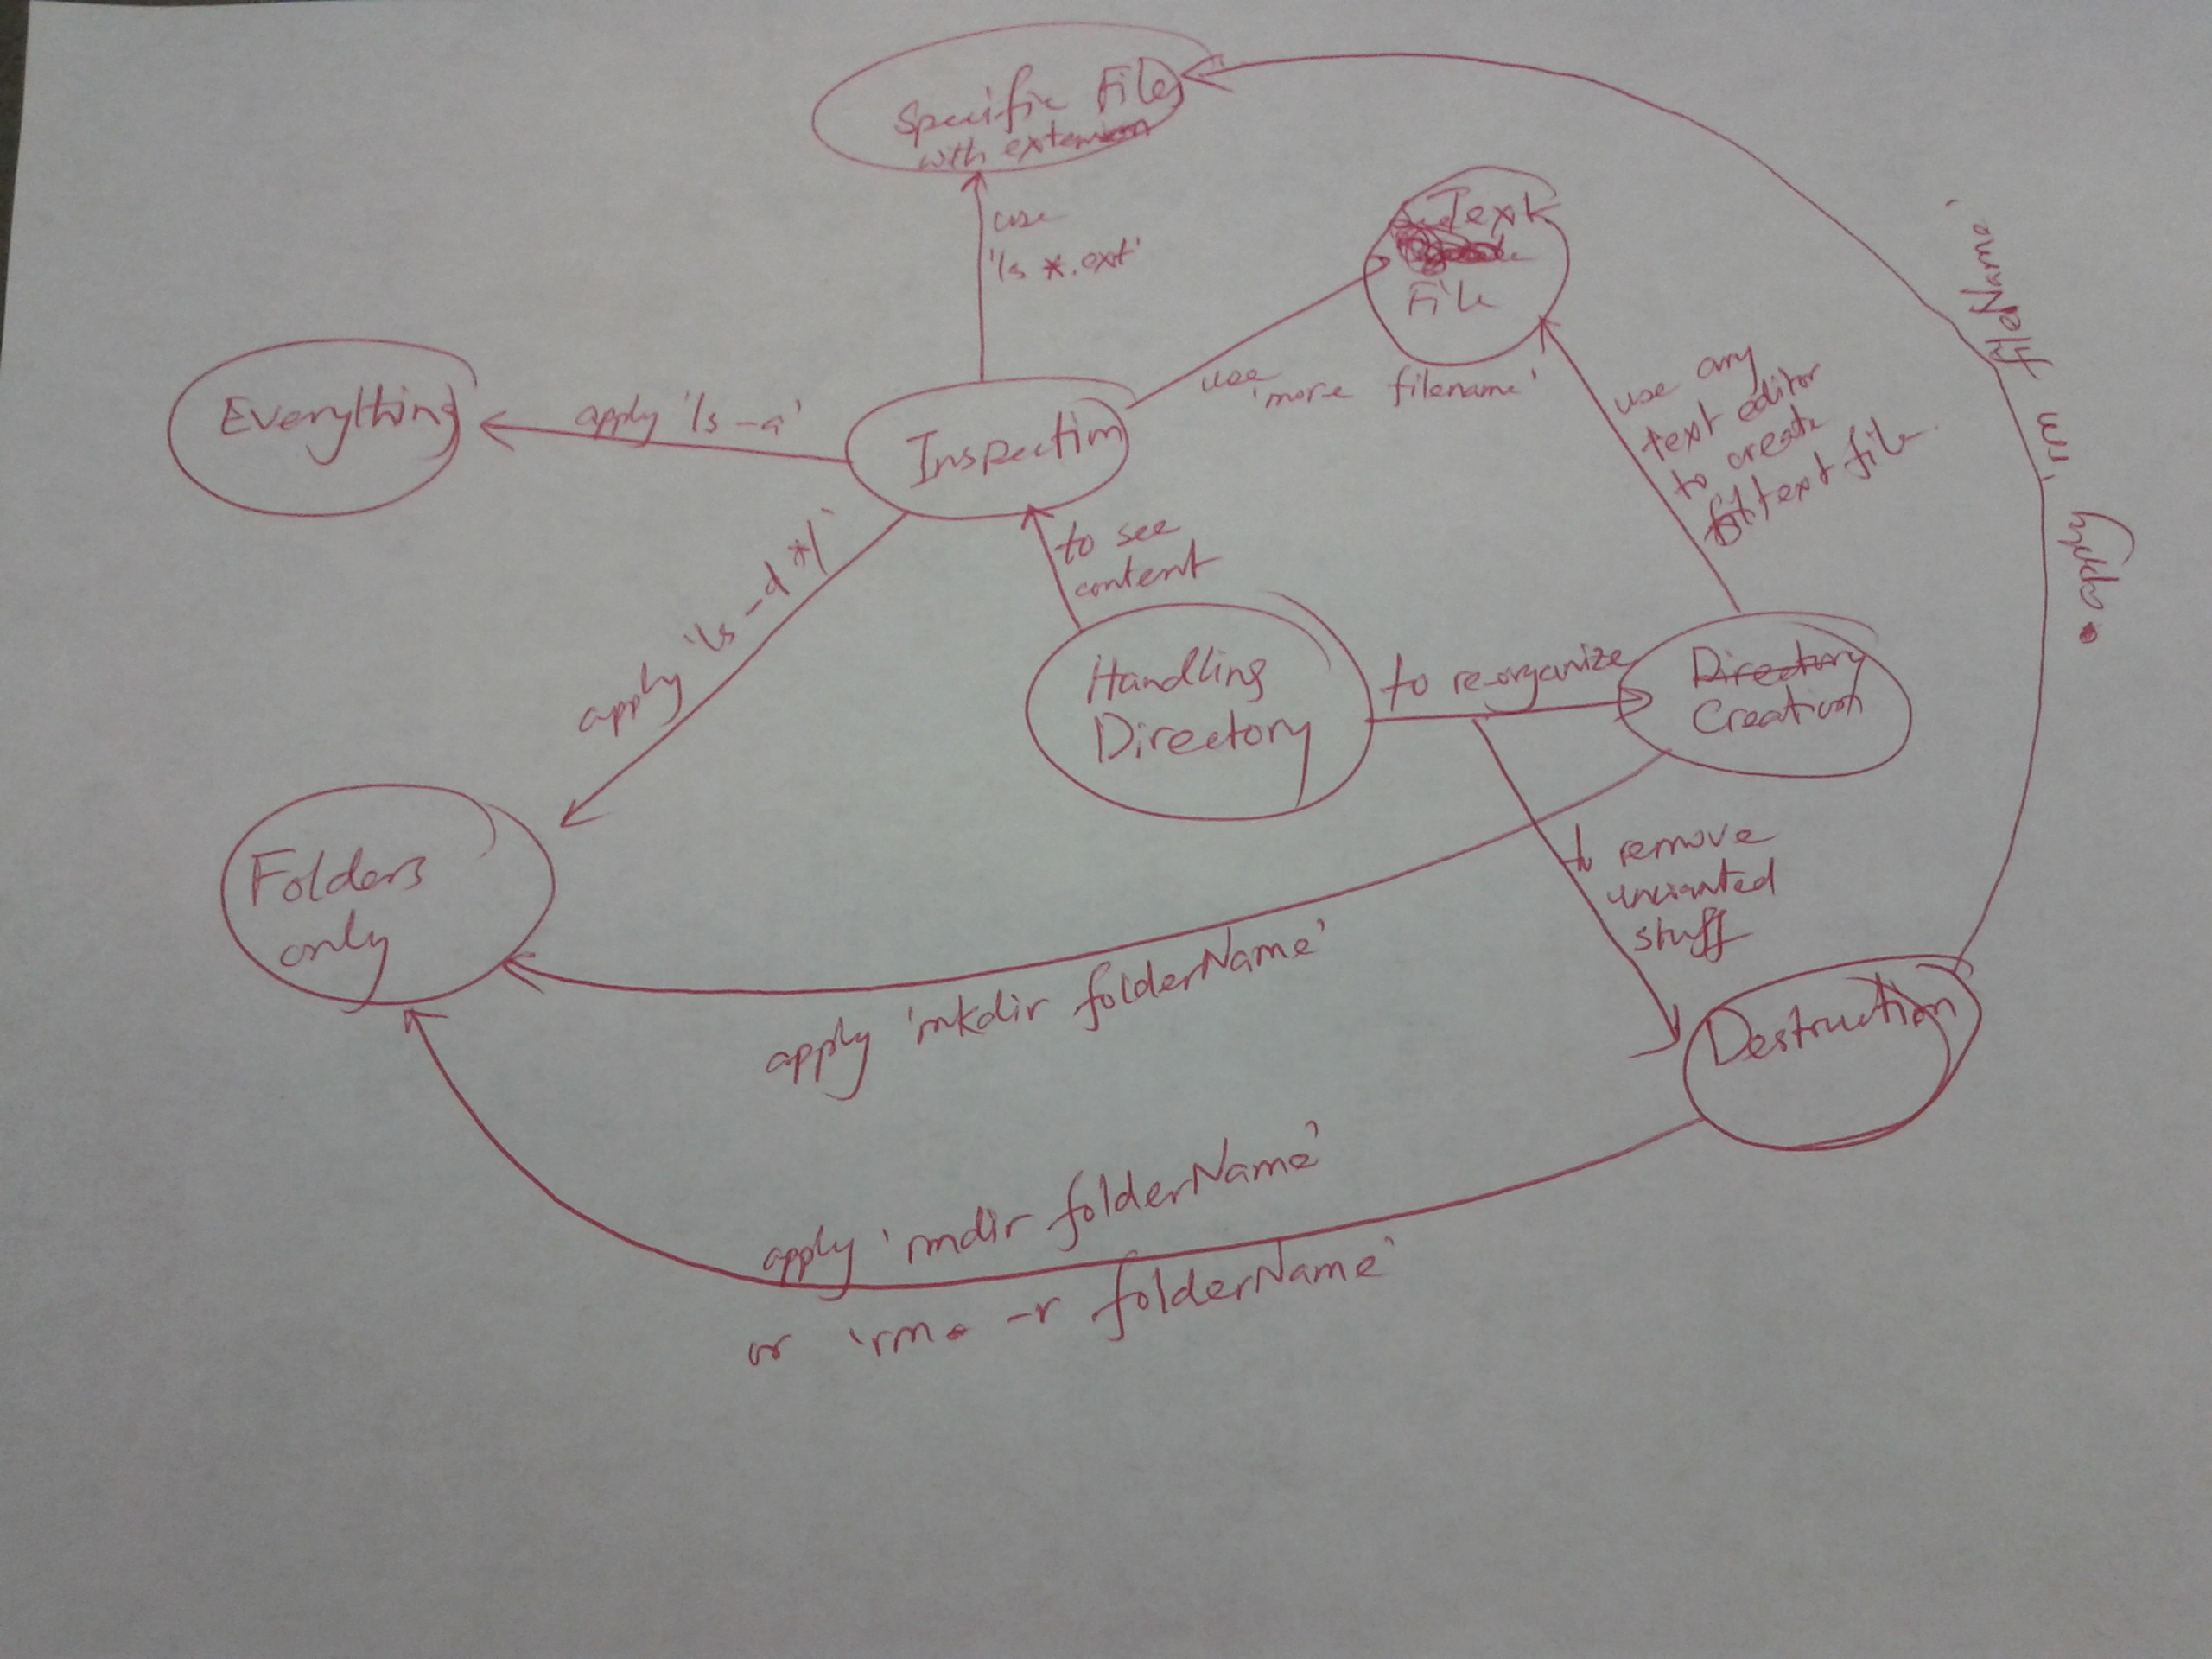 Specific Files
with extension
use
'ls *.ext'
Text
File
Everything
apply 'ls -a'
Inspection
use
'more filename'
use any
text editor
to create
text file
apply 'rm fileName'
to see
content
apply 'ls -d */'
Handling
Directory
to re-organize
Directory
Creation
Folders
only
to remove
unwanted
stuff
apply 'mkdir folderName'
Destruction
apply 'rmdir folderName'
or 'rm -r folderName'